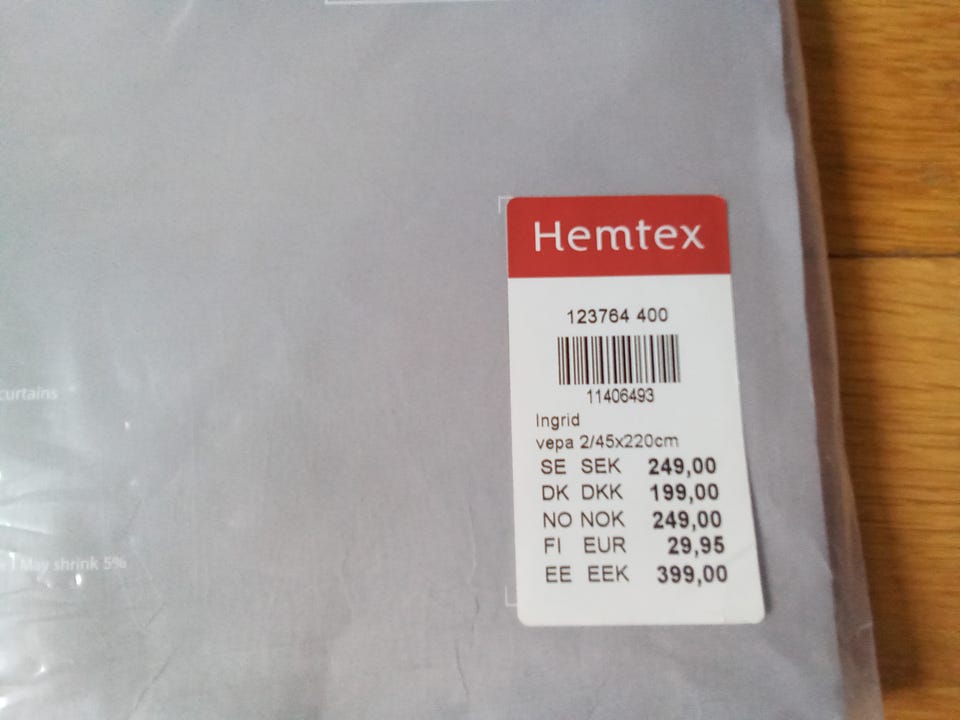 Hemtex
123764 400
11406493
Ingrid
vepa 2/45x220cm
SE SEK 249,00
DK DKK 199,00
NO NOK 249,00
FI EUR 29,95
EE EEK 399,00
curtains
May shrink 5%